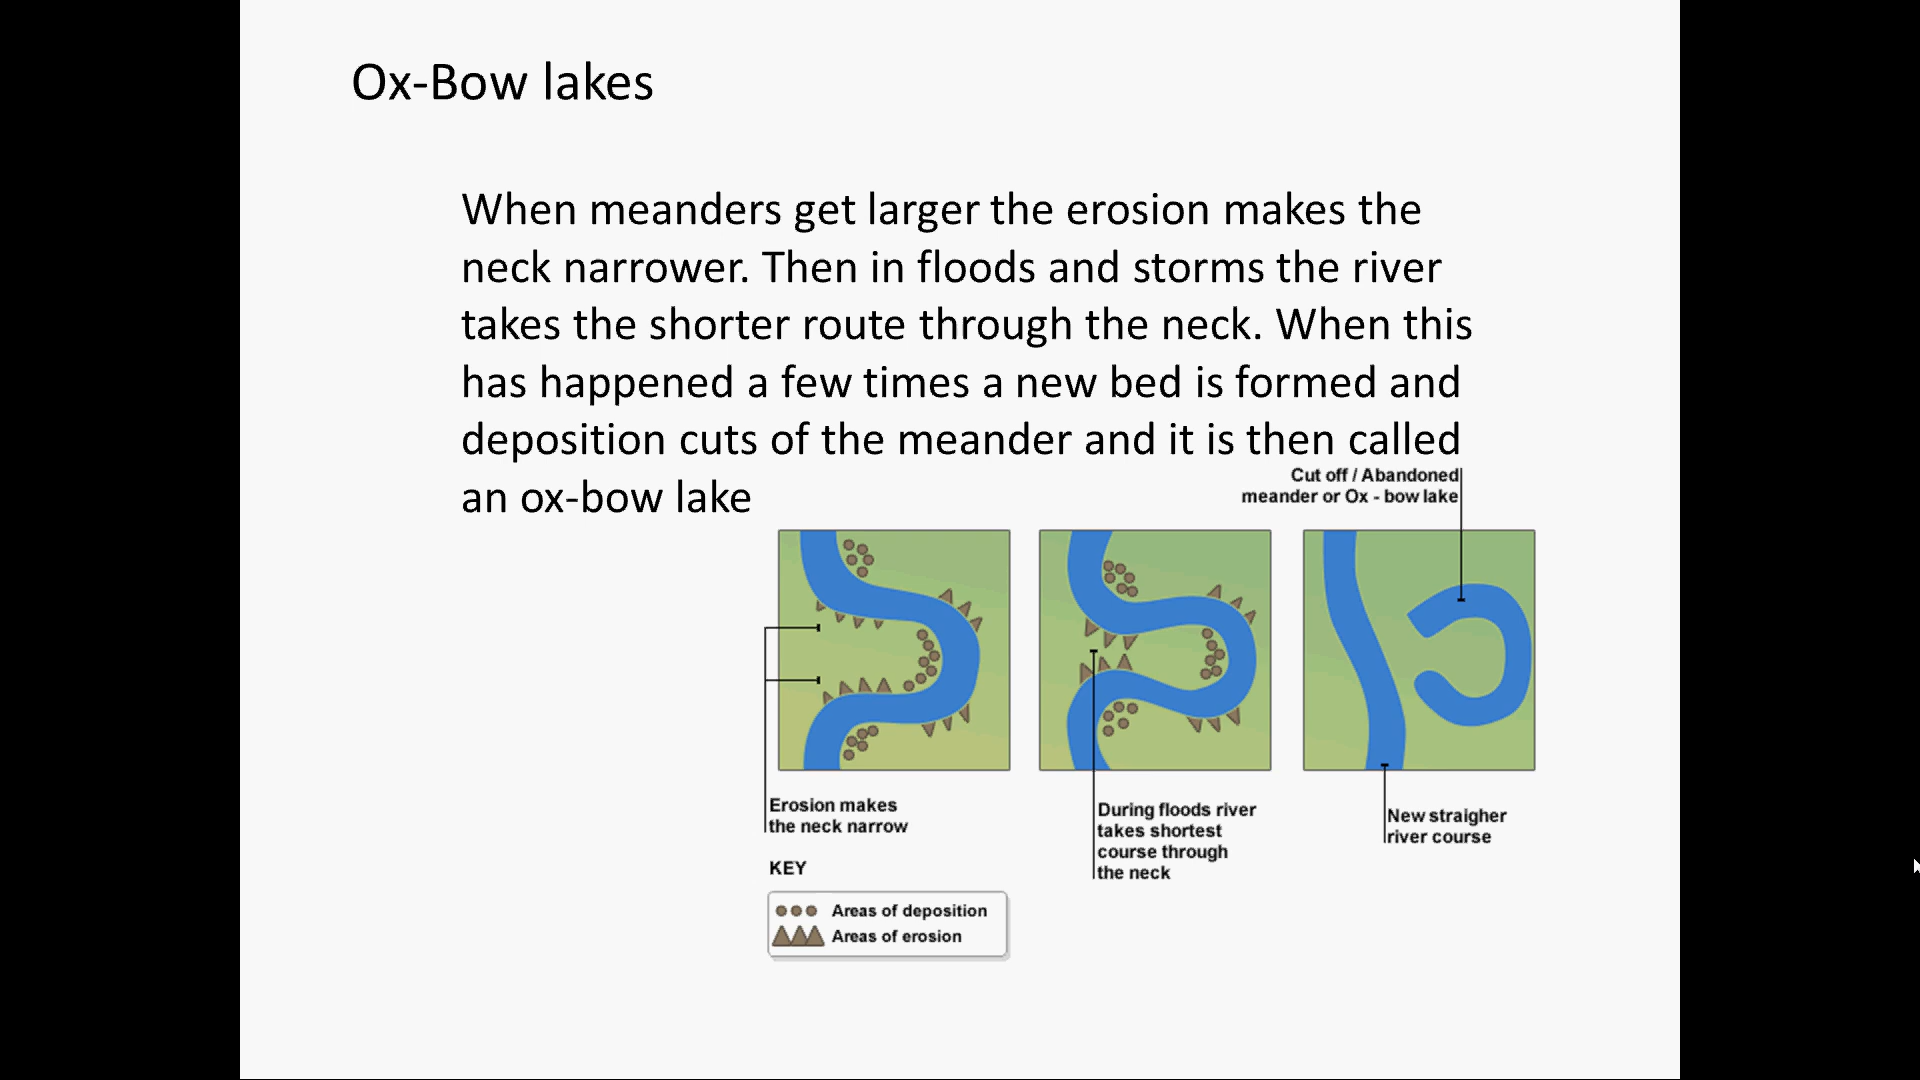 Ox-Bow lakes
When meanders get larger the erosion makes the
neck narrower. Then in floods and storms the river
takes the shorter route through the neck. When this
has happened a few times a new bed is formed and
deposition cuts of the meander and it is then called
an ox-bow lake
Cut off / Abandoned
meander or Ox - bow lake
Erosion makes
the neck narrow
During floods river
takes shortest
course through
the neck
New straigher
river course
KEY
Areas of deposition
Areas of erosion